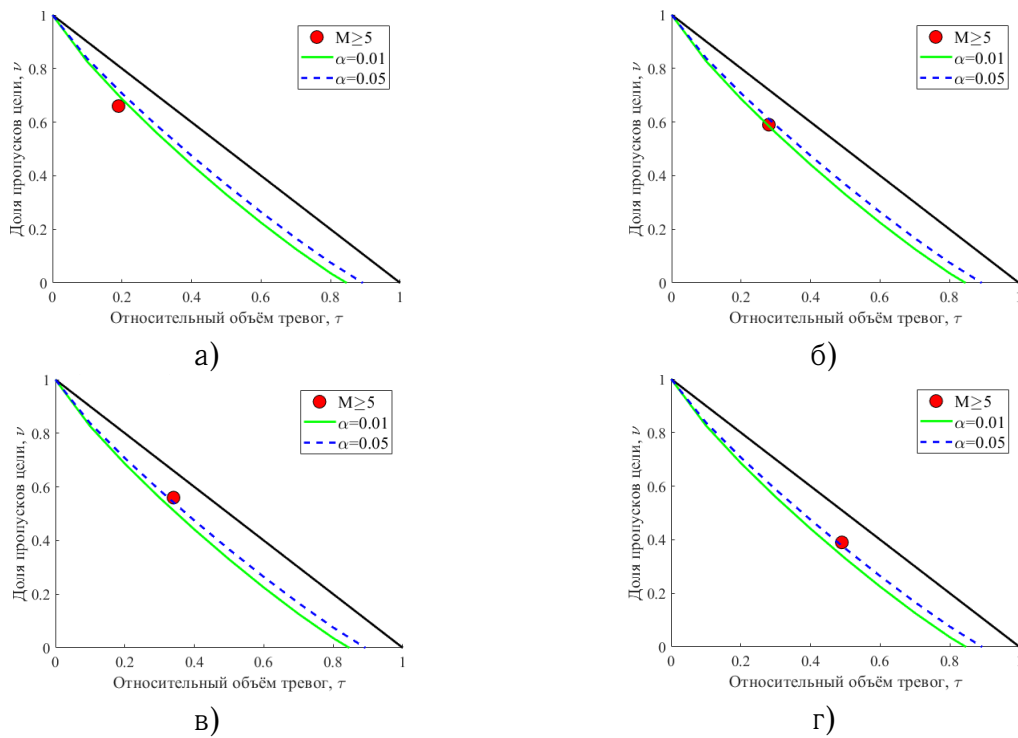 1
0.8
0.6
0.4
0.2
0
0 0.2 0.4 0.6 0.8 1
Доля пропусков цели, ν
Относительный объём тревог, τ
M≥5
α=0.01
α=0.05
а)
1
0.8
0.6
0.4
0.2
0
0 0.2 0.4 0.6 0.8 1
Доля пропусков цели, ν
Относительный объём тревог, τ
M≥5
α=0.01
α=0.05
б)
1
0.8
0.6
0.4
0.2
0
0 0.2 0.4 0.6 0.8 1
Доля пропусков цели, ν
Относительный объём тревог, τ
M≥5
α=0.01
α=0.05
в)
1
0.8
0.6
0.4
0.2
0
0 0.2 0.4 0.6 0.8 1
Доля пропусков цели, ν
Относительный объём тревог, τ
M≥5
α=0.01
α=0.05
г)